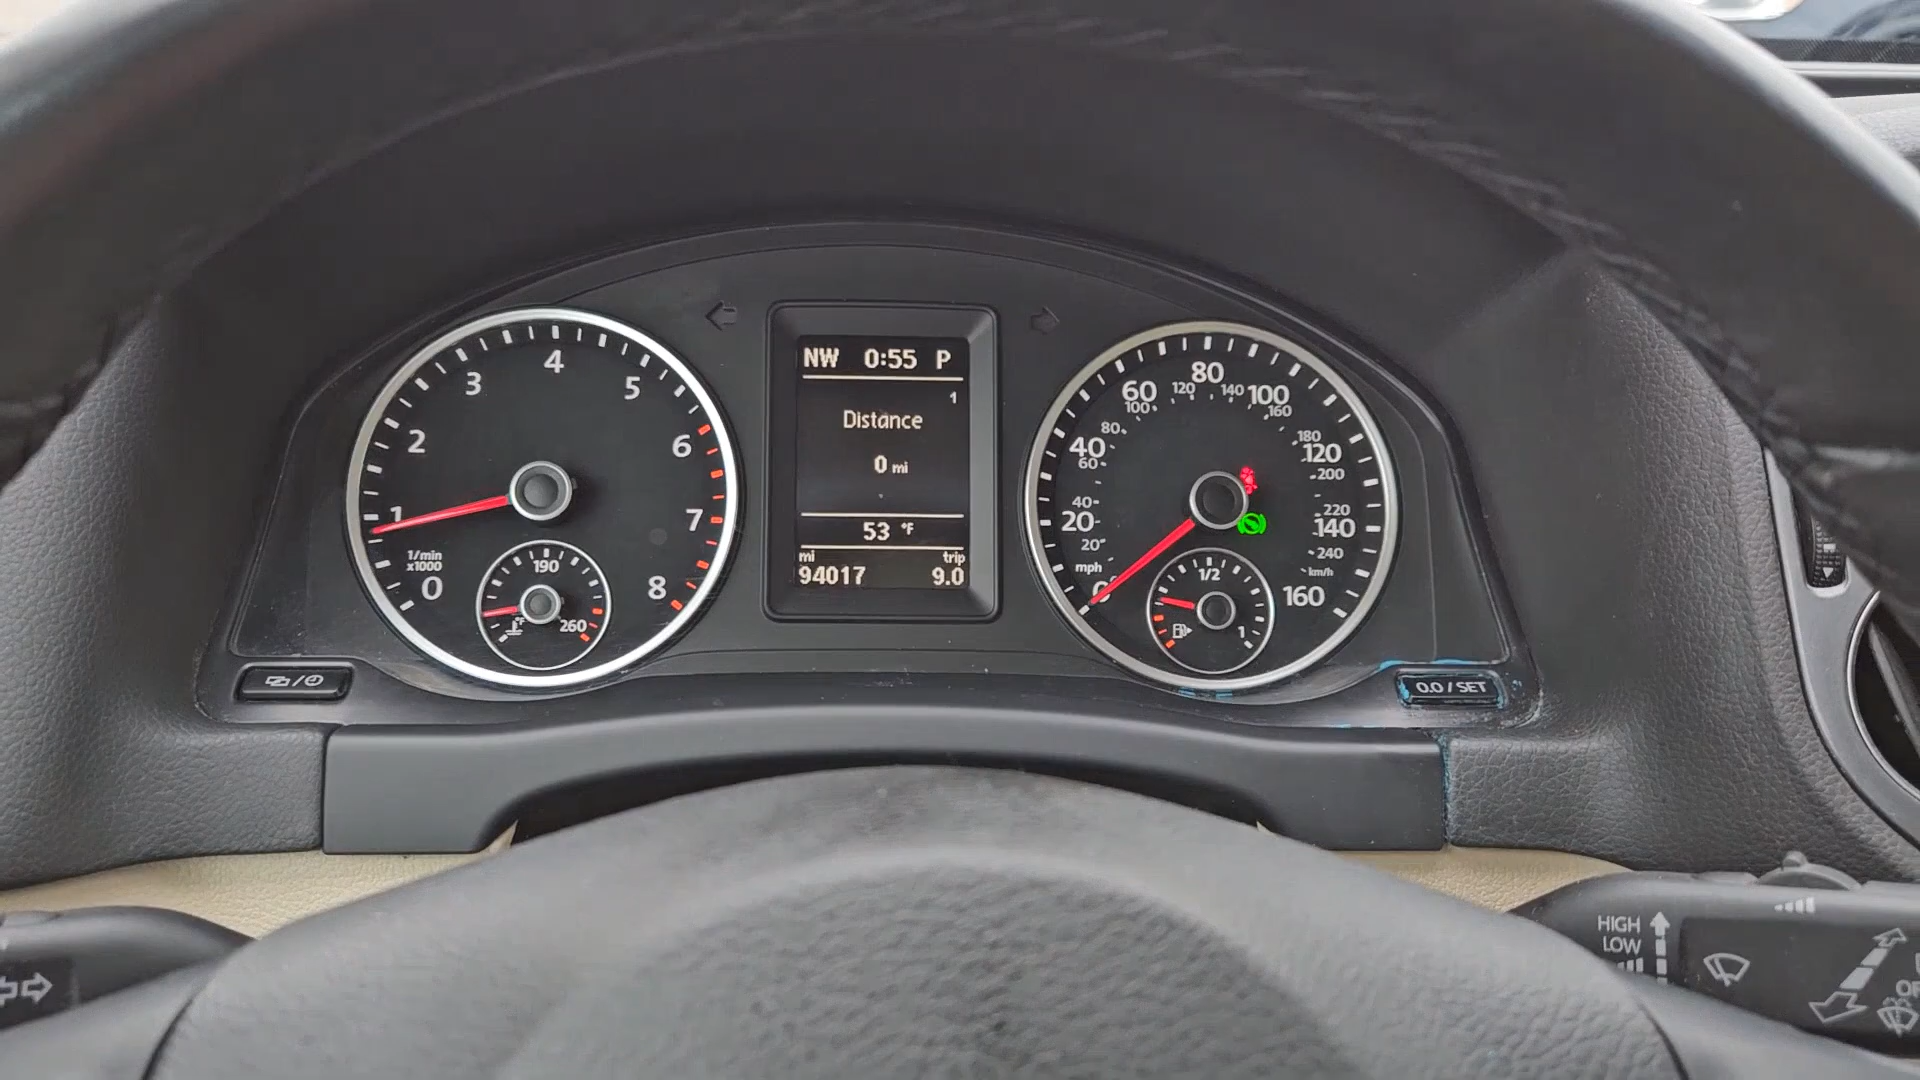 NW 0:55 P
1
Distance
0 mi
53 °F
mi trip
94017 9.0
0 1 2 3 4 5 6 7 8
1/min
x1000
190
260
°F
0 20 40 60 80 100 120 140 160
20 40 60 80 100 120 140 160 180 200 220 240
mph
km/h
1/2
1
0.0 / SET
HIGH
LOW